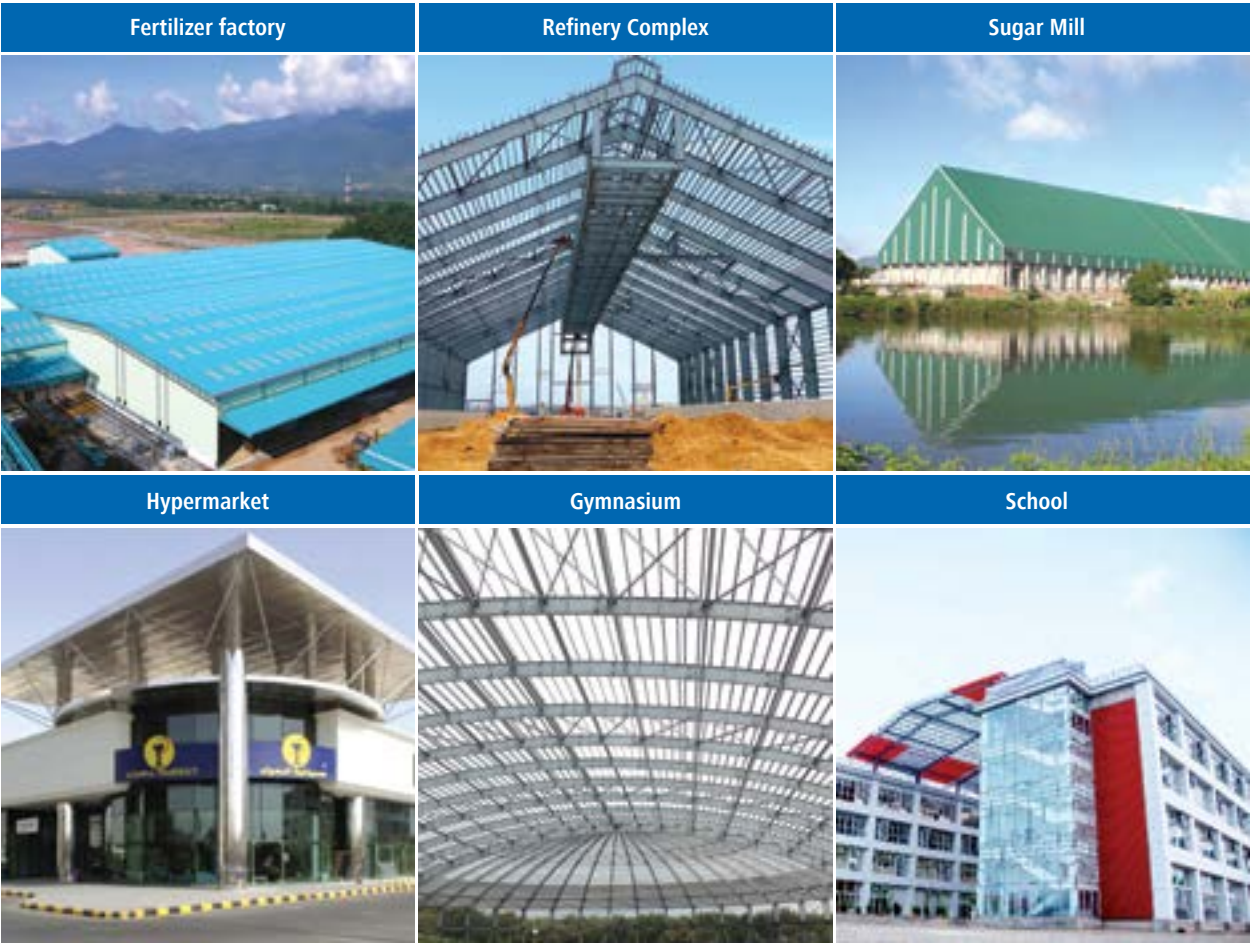 Fertilizer factory
Refinery Complex
Sugar Mill
Hypermarket
Gymnasium
School